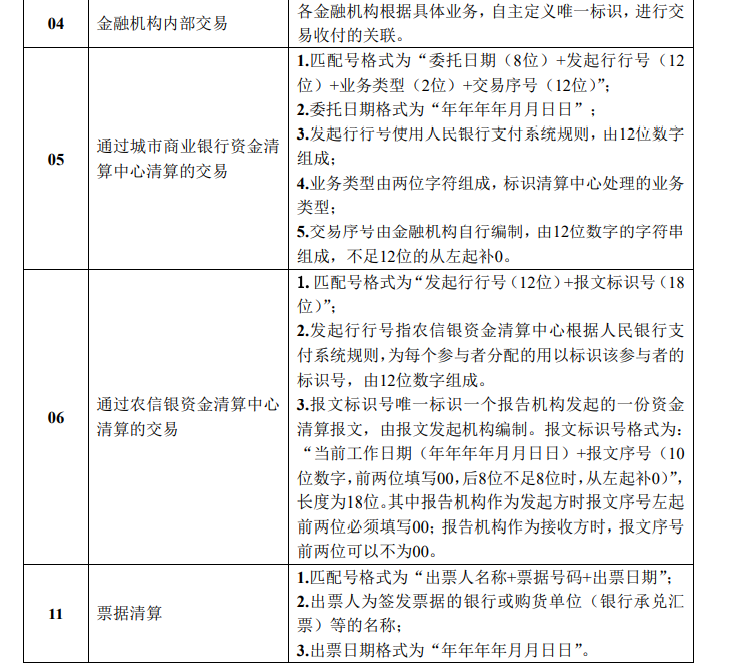 04
金融机构内部交易
各金融机构根据具体业务，自主定义唯一标识，进行交
易收付的关联。
05
通过城市商业银行资金清
算中心清算的交易
1.匹配号格式为“委托日期（8位）+发起行行号（12
位）+业务类型（2位）+交易序号（12位）”；
2.委托日期格式为“年年年年月月日日”；
3.发起行行号使用人民银行支付系统规则，由12位数字
组成；
4.业务类型由两位字符组成，标识清算中心处理的业务
类型；
5.交易序号由金融机构自行编制，由12位数字的字符串
组成，不足12位的从左起补0。
06
通过农信银资金清算中心
清算的交易
1. 匹配号格式为“发起行行号（12位）+报文标识号（18
位）”；
2.发起行行号指农信银资金清算中心根据人民银行支
付系统规则，为每个参与者分配的用以标识该参与者的
标识号，由12位数字组成。
3.报文标识号唯一标识一个报告机构发起的一份资金
清算报文，由报文发起机构编制。报文标识号格式为：
“当前工作日期（年年年年月月日日）+报文序号（10
位数字，前两位填写00，后8位不足8位时，从左起补0）”，
长度为18位。其中报告机构作为发起方时报文序号左起
前两位必须填写00；报告机构作为接收方时，报文序号
前两位可以不为00。
11
票据清算
1.匹配号格式为“出票人名称+票据号码+出票日期”；
2.出票人为签发票据的银行或购货单位（银行承兑汇
票）等的名称；
3.出票日期格式为“年年年年月月日日”。